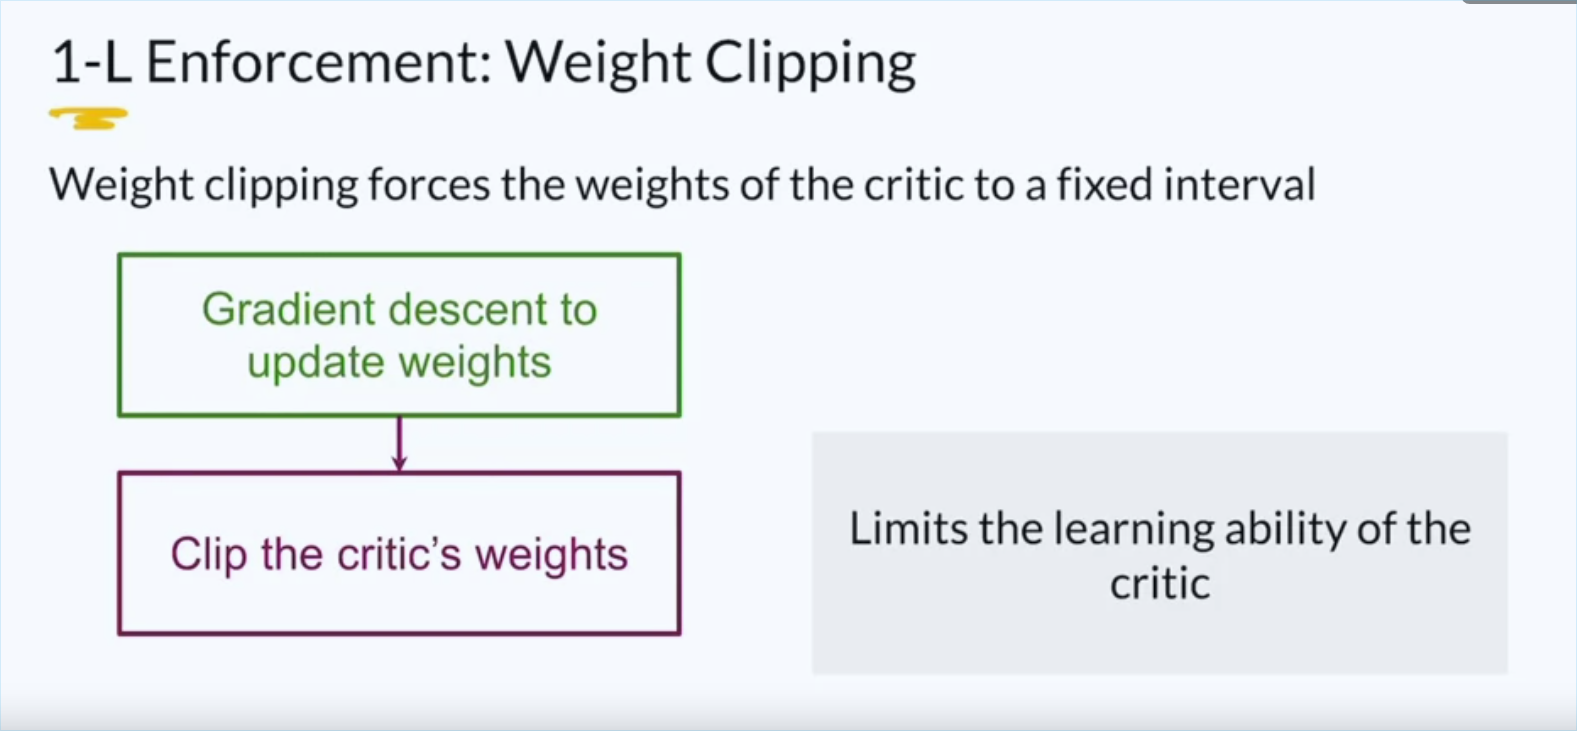 1-L Enforcement: Weight Clipping
Weight clipping forces the weights of the critic to a fixed interval
Gradient descent to
update weights
Clip the critic’s weights
Limits the learning ability of the
critic